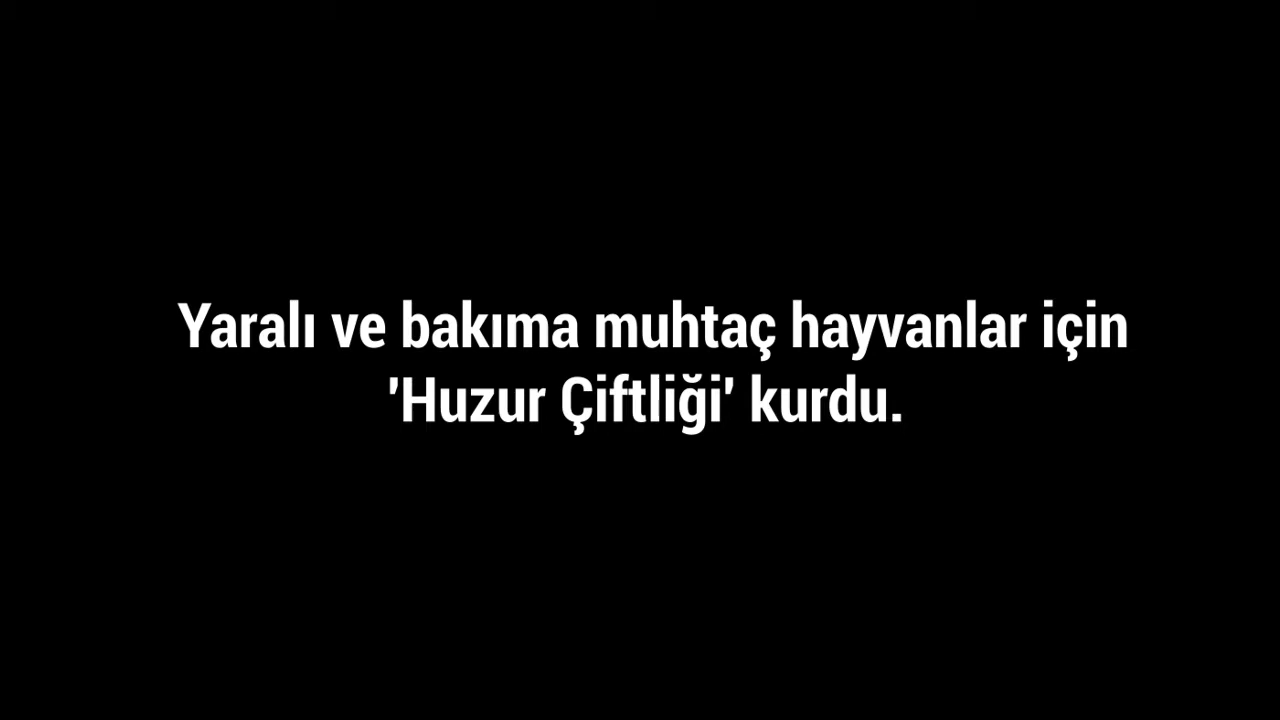 Yaralı ve bakıma muhtaç hayvanlar için
'Huzur Çiftliği' kurdu.